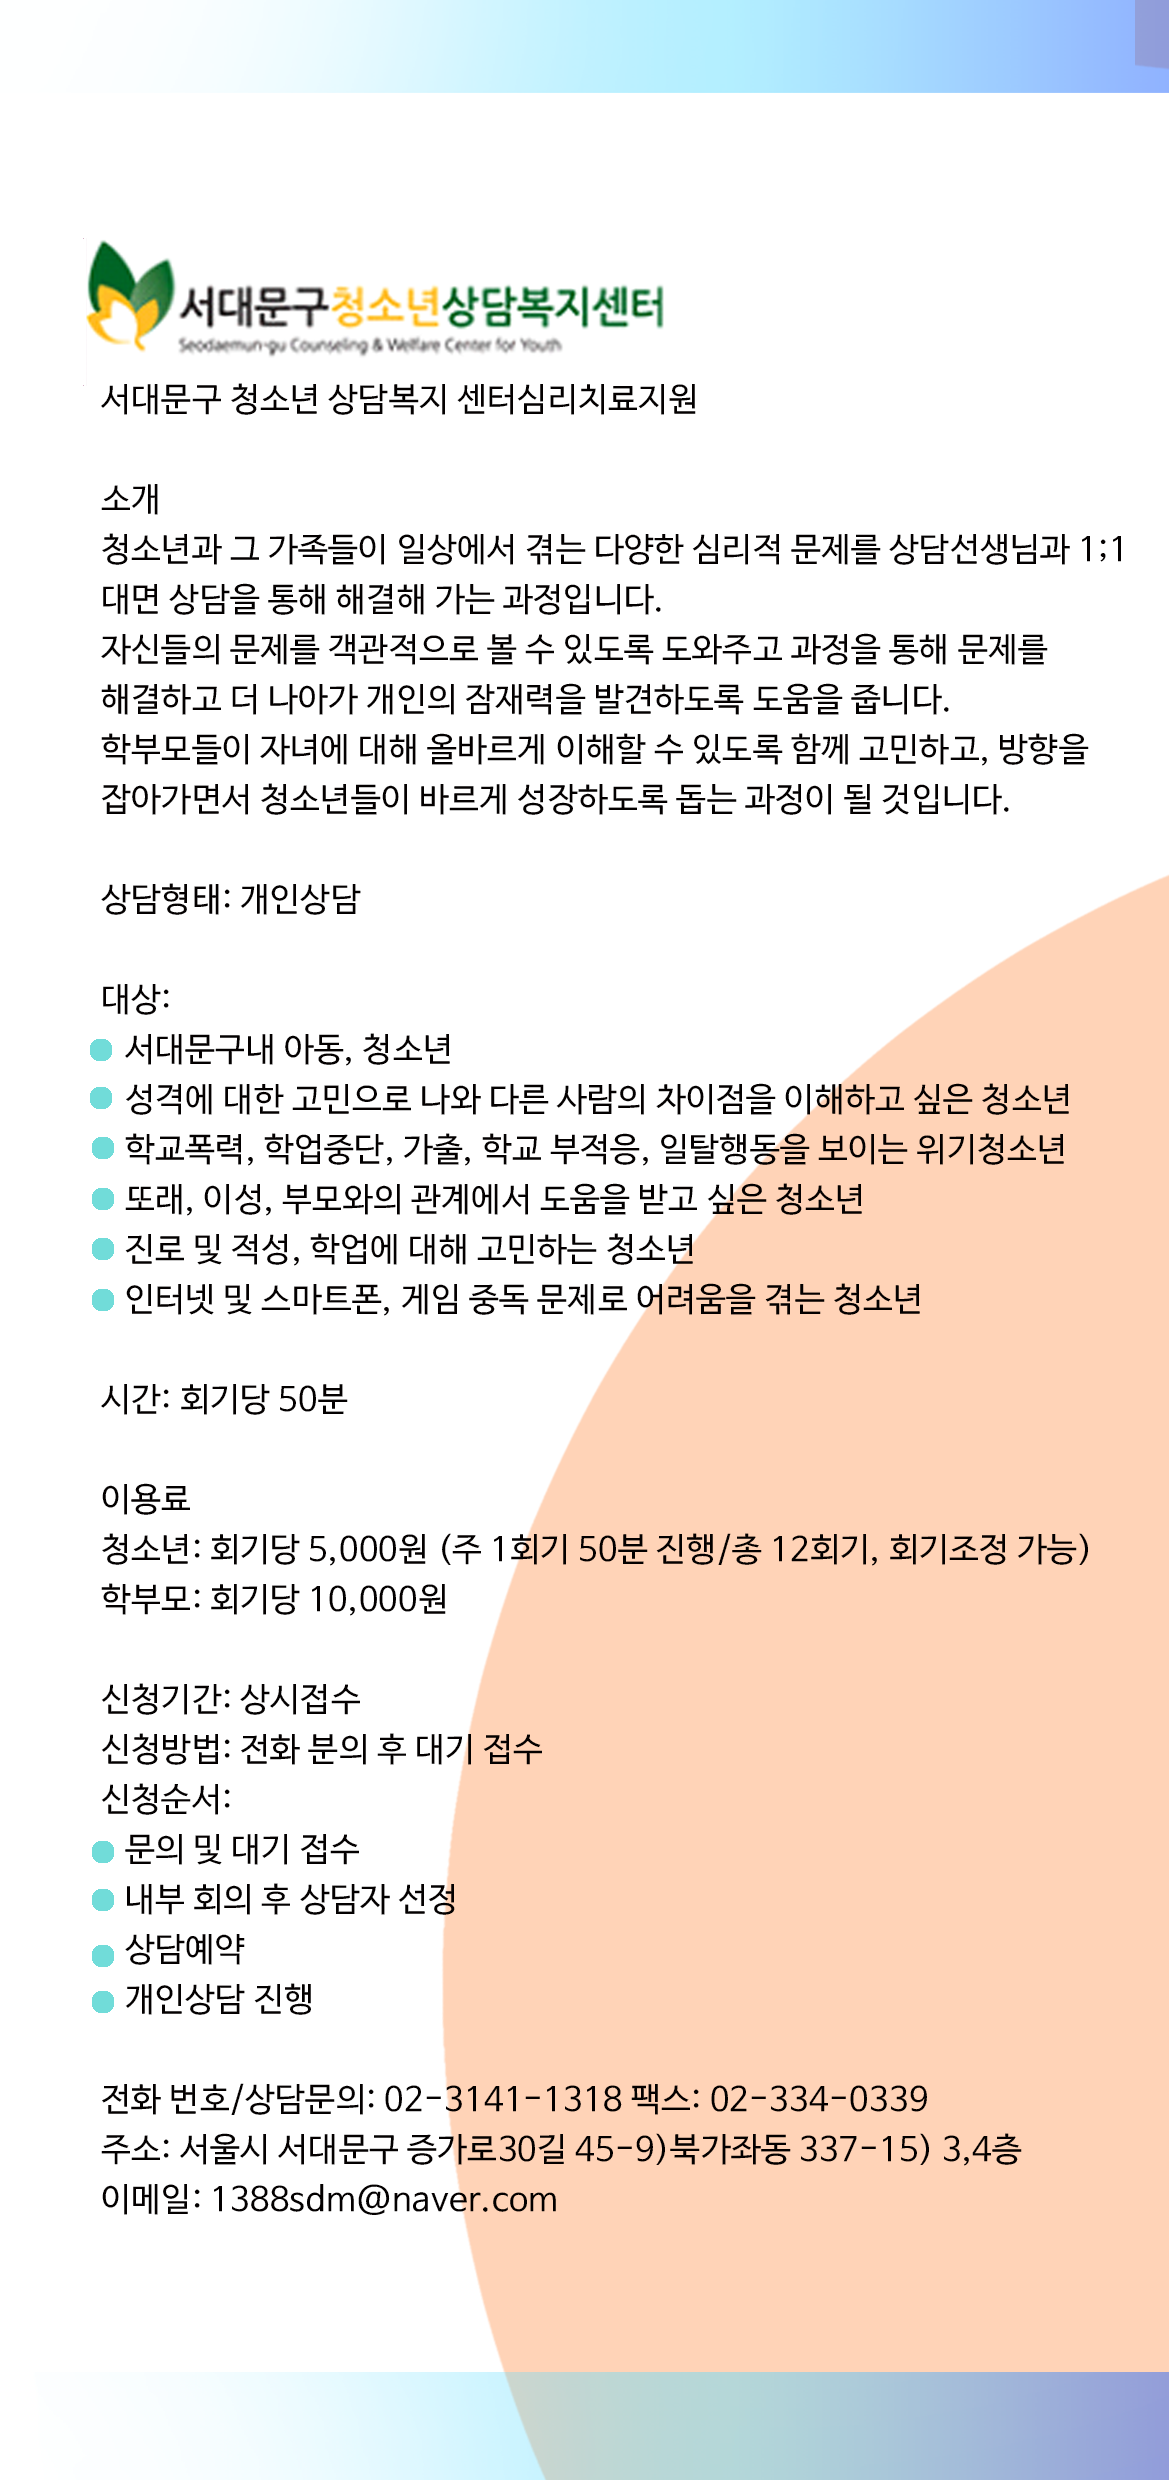 서대문구청소년상담복지센터
Seodaemun-gu Counseling & Welfare Center for Youth
서대문구 청소년 상담복지 센터심리치료지원
소개
청소년과 그 가족들이 일상에서 겪는 다양한 심리적 문제를 상담선생님과 1;1
대면 상담을 통해 해결해 가는 과정입니다.
자신들의 문제를 객관적으로 볼 수 있도록 도와주고 과정을 통해 문제를
해결하고 더 나아가 개인의 잠재력을 발견하도록 도움을 줍니다.
학부모들이 자녀에 대해 올바르게 이해할 수 있도록 함께 고민하고, 방향을
잡아가면서 청소년들이 바르게 성장하도록 돕는 과정이 될 것입니다.
상담형태: 개인상담
대상:
서대문구내 아동, 청소년
성격에 대한 고민으로 나와 다른 사람의 차이점을 이해하고 싶은 청소년
학교폭력, 학업중단, 가출, 학교 부적응, 일탈행동을 보이는 위기청소년
또래, 이성, 부모와의 관계에서 도움을 받고 싶은 청소년
진로 및 적성, 학업에 대해 고민하는 청소년
인터넷 및 스마트폰, 게임 중독 문제로 어려움을 겪는 청소년
시간: 회기당 50분
이용료
청소년: 회기당 5,000원 (주 1회기 50분 진행/총 12회기, 회기조정 가능)
학부모: 회기당 10,000원
신청기간: 상시접수
신청방법: 전화 분의 후 대기 접수
신청순서:
문의 및 대기 접수
내부 회의 후 상담자 선정
상담예약
개인상담 진행
전화 번호/상담문의: 02-3141-1318 팩스: 02-334-0339
주소: 서울시 서대문구 증가로30길 45-9)북가좌동 337-15) 3,4층
이메일: 1388sdm@naver.com